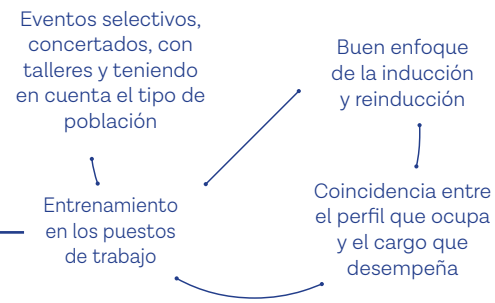 Eventos selectivos,
concertados, con
talleres y teniendo
en cuenta el tipo de
población
Buen enfoque
de la inducción
y reinducción
Entrenamiento
en los puestos
de trabajo
Coincidencia entre
el perfil que ocupa
y el cargo que
desempeña